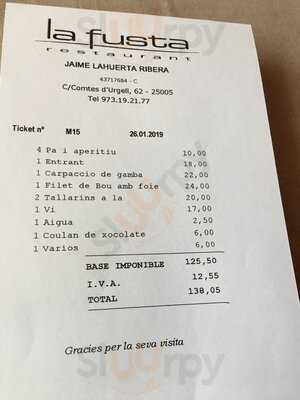 la fusta
restaurant
JAIME LAHUERTA RIBERA
43717684 - C
C/Comtes d'Urgell, 62 - 25005
Tel 973.19.21.77
Ticket nº M15 26.01.2019
4 Pa i aperitiu 10,00
1 Entrant 18,00
1 Carpaccio de gamba 22,00
1 Filet de Bou amb foie 24,00
2 Tallarins a la 20,00
1 Vi 17,00
1 Aigua 2,50
1 Coulan de xocolate 6,00
1 Varios 6,00
BASE IMPONIBLE 125,50
I.V.A. 12,55
TOTAL 138,05
Gracies per la seva visita
sluurpy
sluurpy